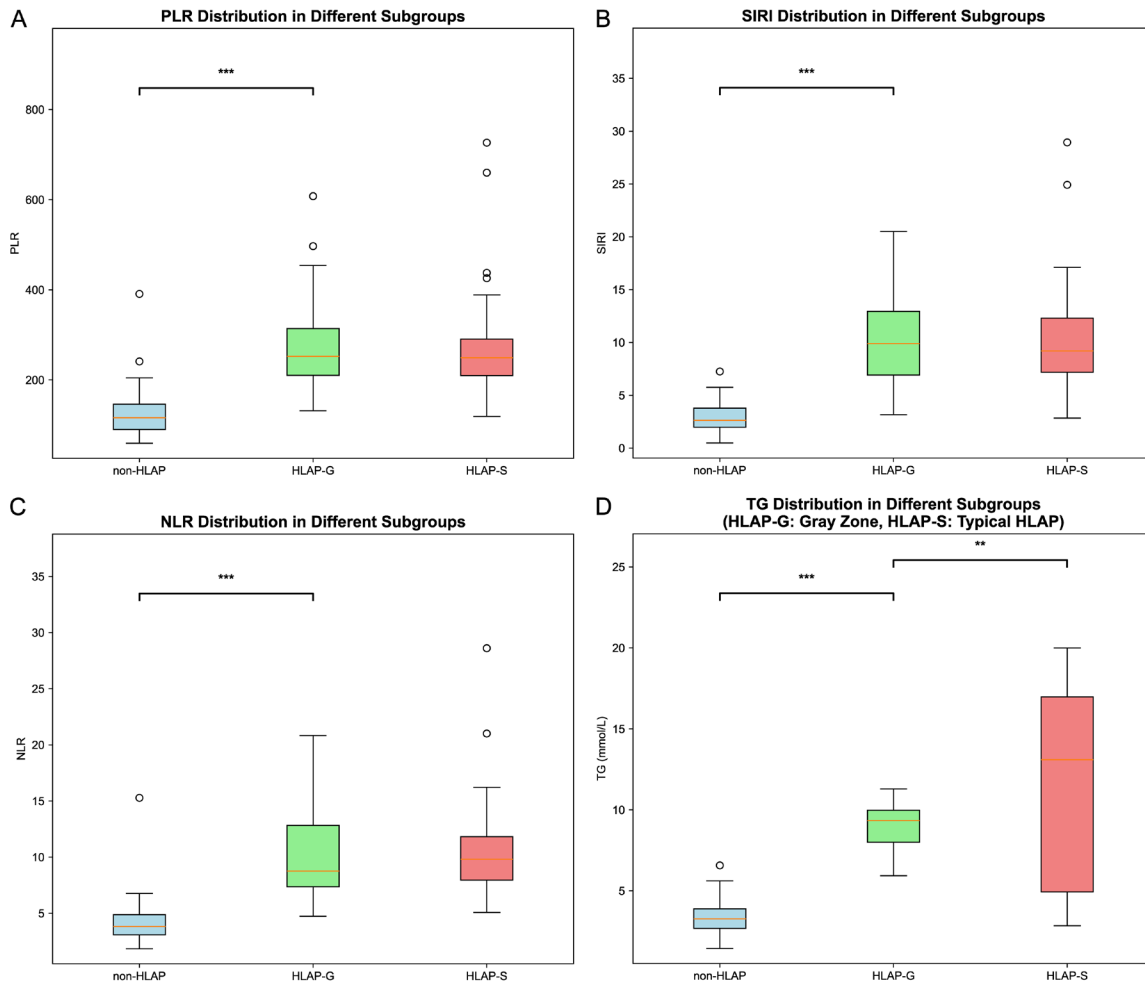 A
PLR Distribution in Different Subgroups
***
800
600
400
200
PLR
non-HLAP
HLAP-G
HLAP-S
B
SIRI Distribution in Different Subgroups
***
35
30
25
20
15
10
5
0
SIRI
non-HLAP
HLAP-G
HLAP-S
C
NLR Distribution in Different Subgroups
***
35
30
25
20
15
10
5
NLR
non-HLAP
HLAP-G
HLAP-S
D
TG Distribution in Different Subgroups
(HLAP-G: Gray Zone, HLAP-S: Typical HLAP)
**
***
25
20
15
10
5
TG (mmol/L)
non-HLAP
HLAP-G
HLAP-S